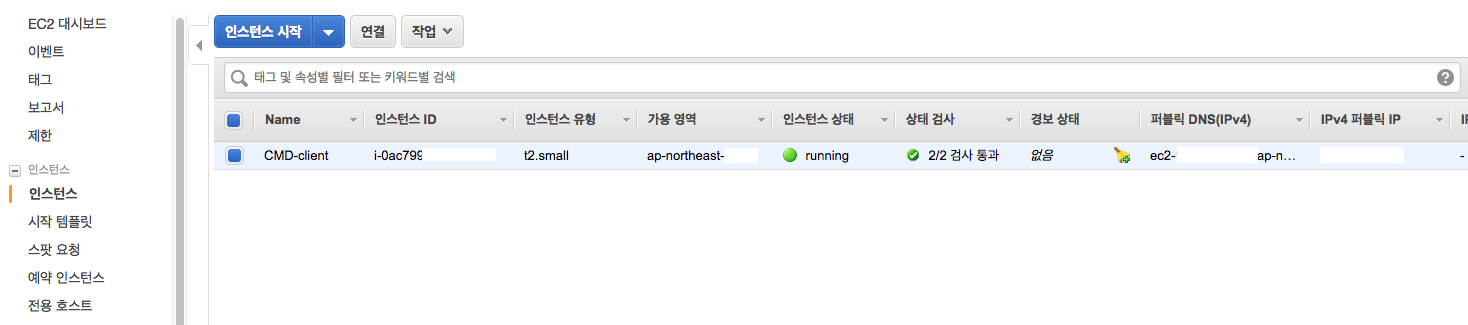 EC2 대시보드
이벤트
태그
보고서
제한
인스턴스
인스턴스
시작 템플릿
스팟 요청
예약 인스턴스
전용 호스트
인스턴스 시작 연결 작업
태그 및 속성별 필터 또는 키워드별 검색 ?
Name 인스턴스 ID 인스턴스 유형 가용 영역 인스턴스 상태 상태 검사 경보 상태 퍼블릭 DNS(IPv4) IPv4 퍼블릭 IP
CMD-client i-0ac799 t2.small ap-northeast- running 2/2 검사 통과 없음 ec2- ap-n... -